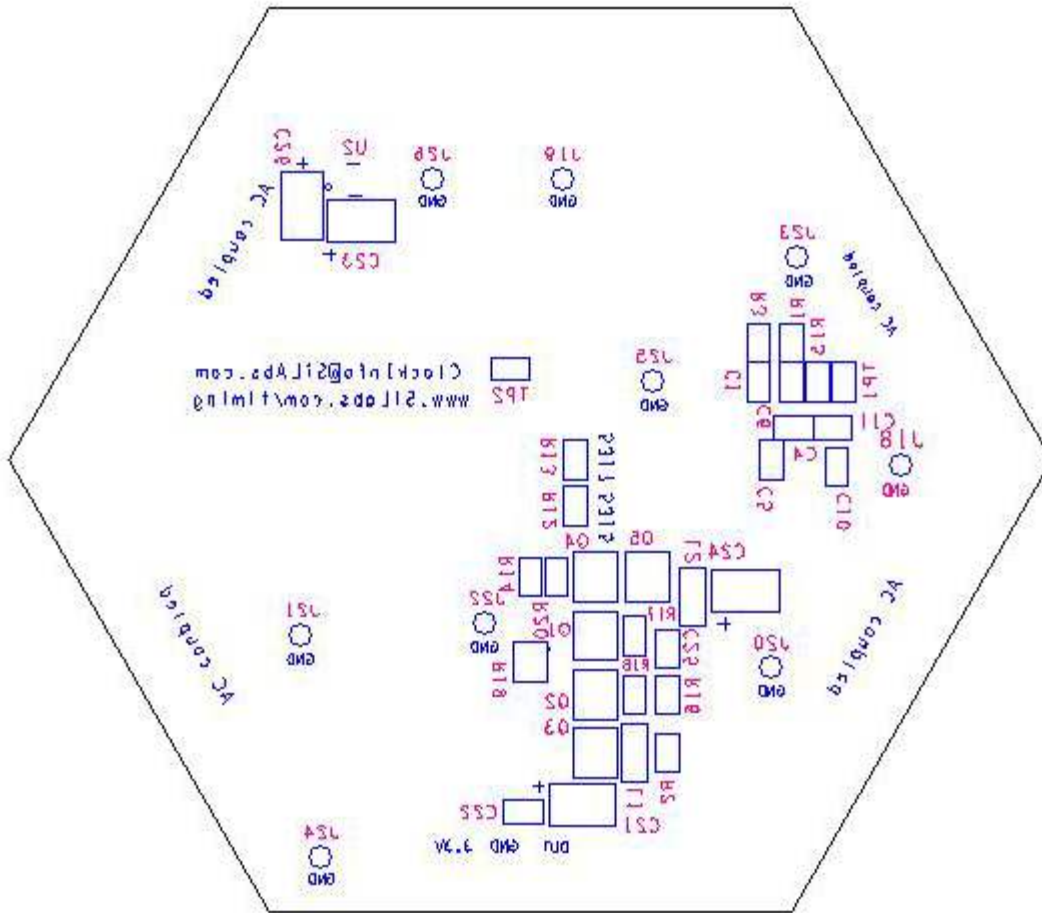 C26
U2
J26
J19
+
GND
GND
AC coupled
+
C23
J23
GND
AC coupled
R3
R1
R15
ClockInfo@SiLAbs.com
www.SiLabs.com/timing
TP2
J25
GND
C3
TP1
C6
C11
C4
J18
GND
C5
C10
R13
5317
R12
5315
Q4
Q5
L2
C24
R14
R20
J22
GND
R17
+
C25
J20
GND
AC coupled
AC coupled
J21
GND
Q1
R18
R16
Q2
Q3
R2
+
C22
L1
C21
3.3V GND DUT
J24
GND